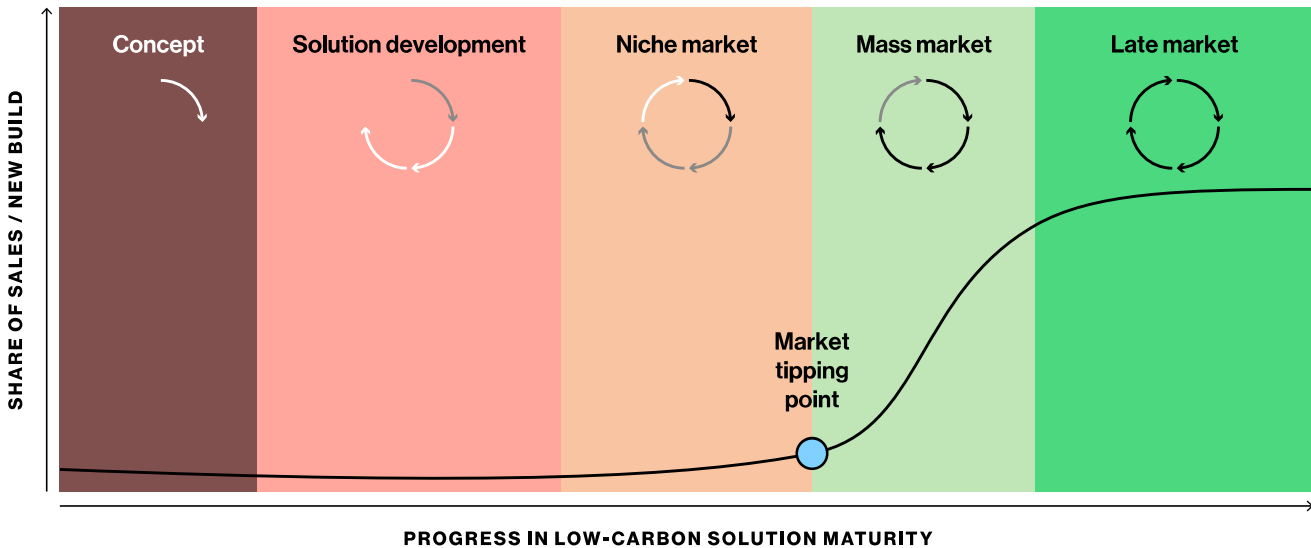 Concept
Solution development
Niche market
Mass market
Late market
SHARE OF SALES / NEW BUILD
Market
tipping
point
PROGRESS IN LOW-CARBON SOLUTION MATURITY